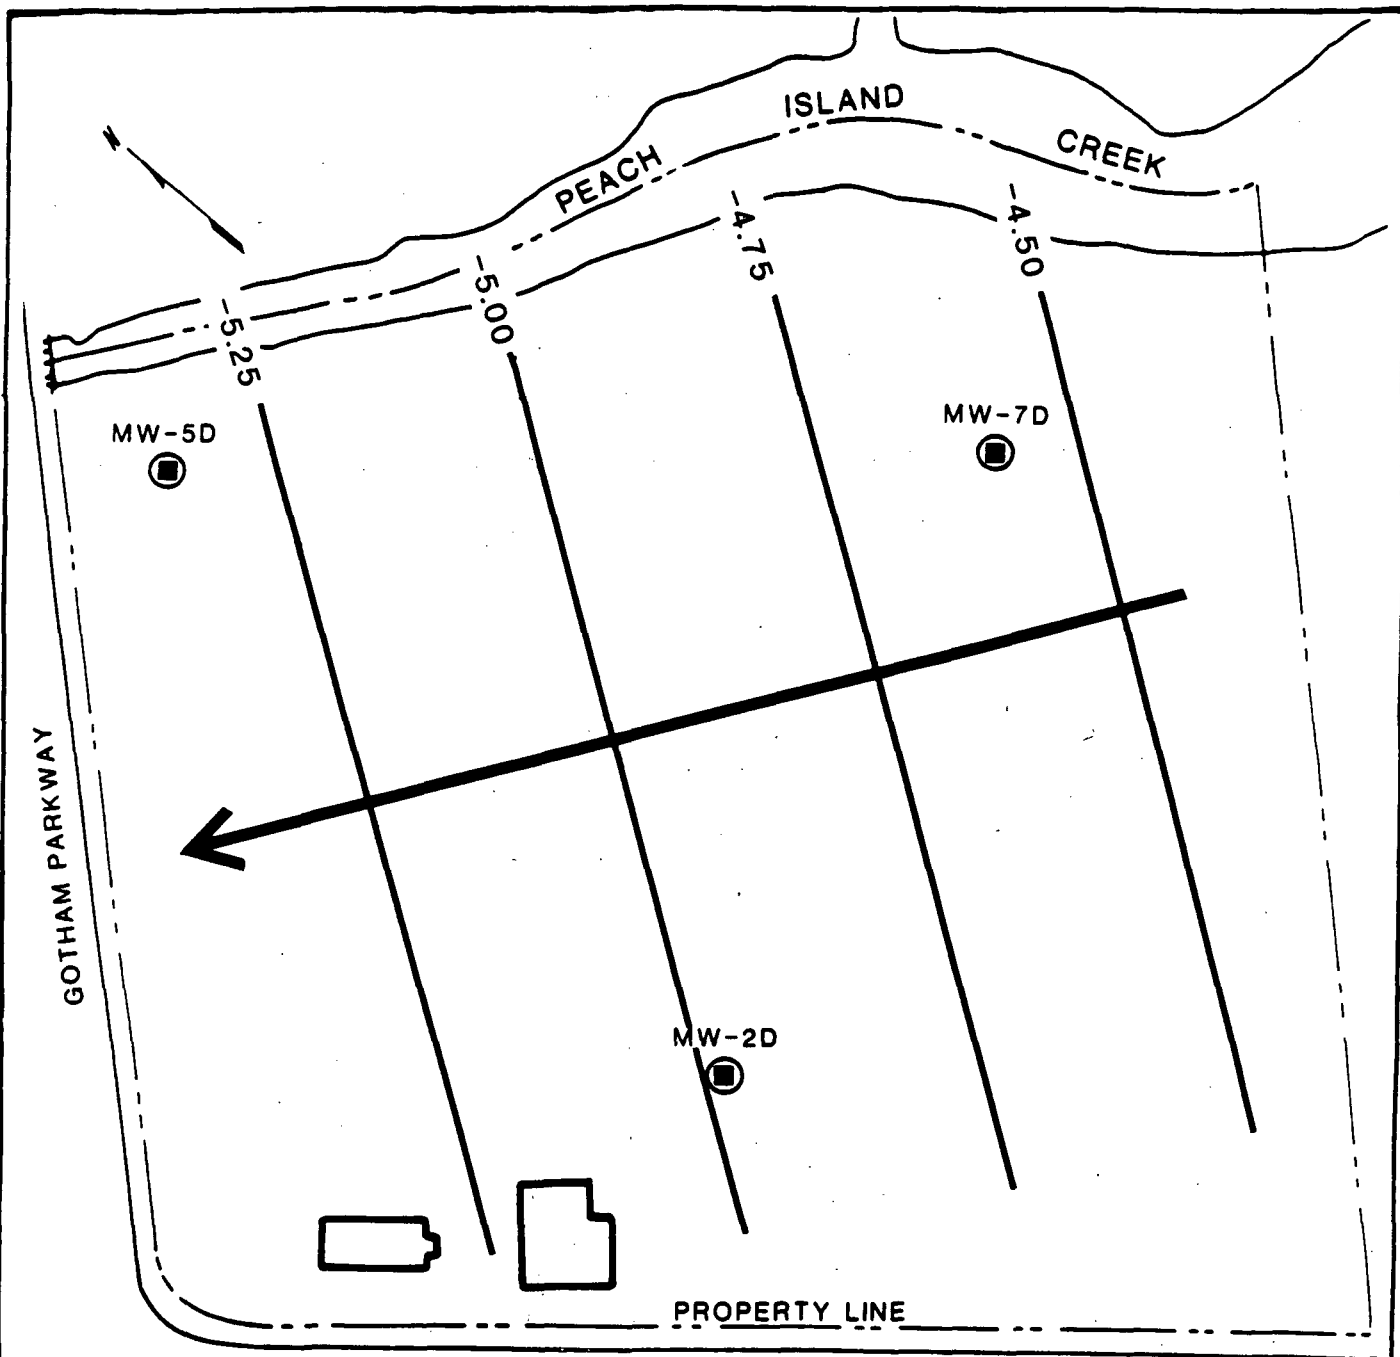 ISLAND
CREEK
PEACH
N
-4.75
-4.50
-5.00
-5.25
MW-5D
MW-7D
GOTHAM PARKWAY
MW-2D
PROPERTY LINE